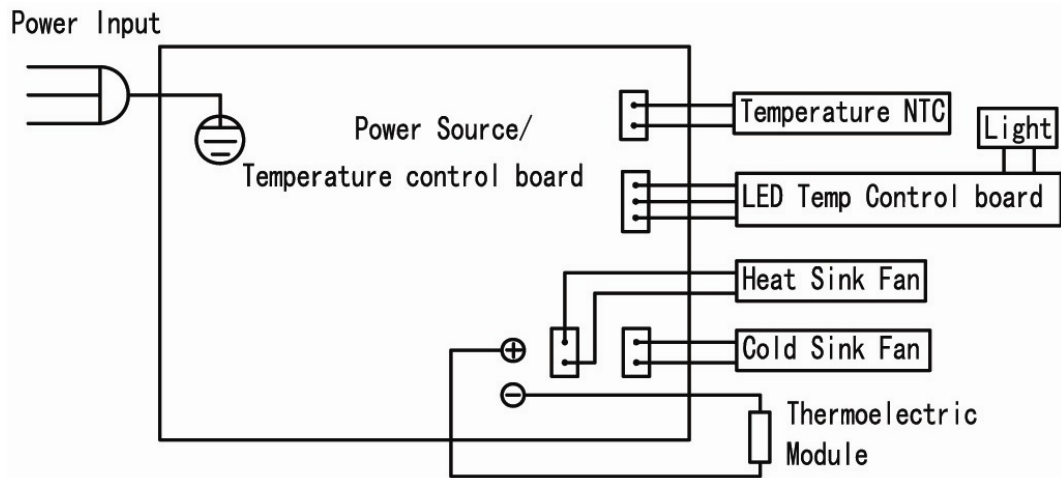 Power Input
Power Source/
Temperature control board
Temperature NTC
Light
LED Temp Control board
Heat Sink Fan
Cold Sink Fan
Thermoelectric
Module